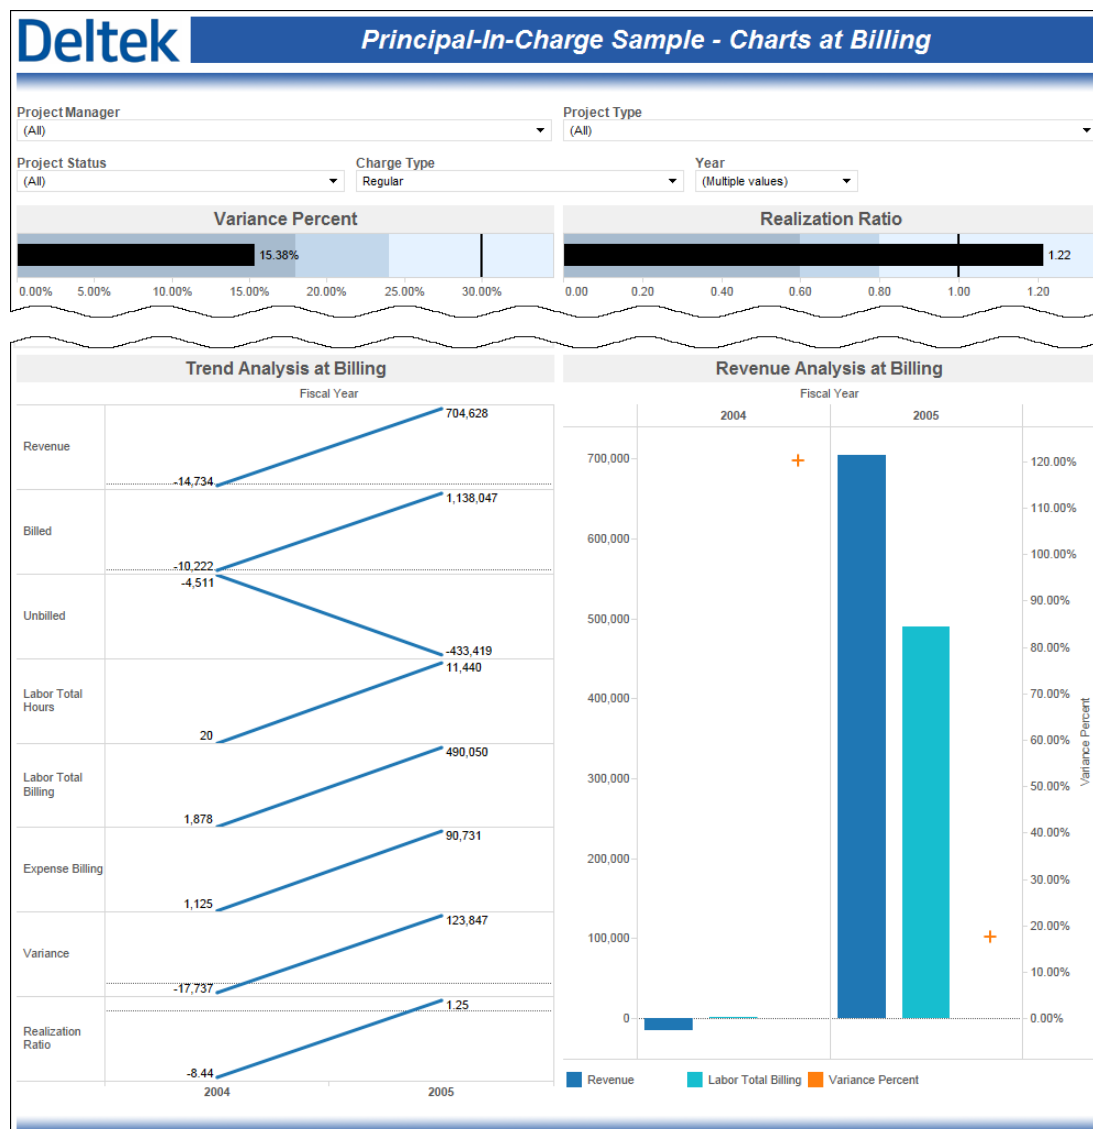 Deltek
Principal-In-Charge Sample - Charts at Billing
Project Manager
Project Type
(All)
(All)
Project Status
Charge Type
Year
(All)
Regular
(Multiple values)
Variance Percent
Realization Ratio
15.38%
1.22
0.00% 5.00% 10.00% 15.00% 20.00% 25.00% 30.00%
0.00 0.20 0.40 0.60 0.80 1.00 1.20
Trend Analysis at Billing
Fiscal Year
Revenue
704,628
-14,734
Billed
1,138,047
-10,222
Unbilled
-4,511
-433,419
Labor Total
Hours
11,440
20
Labor Total
Billing
490,050
1,878
Expense Billing
90,731
1,125
Variance
123,847
-17,737
Realization
Ratio
1.25
-8.44
2004 2005
Revenue Analysis at Billing
Fiscal Year
2004 2005
700,000
600,000
500,000
400,000
300,000
200,000
100,000
0
120.00%
110.00%
100.00%
90.00%
80.00%
70.00%
60.00%
50.00%
40.00%
30.00%
20.00%
10.00%
0.00%
Variance Percent
Revenue
Labor Total Billing
Variance Percent